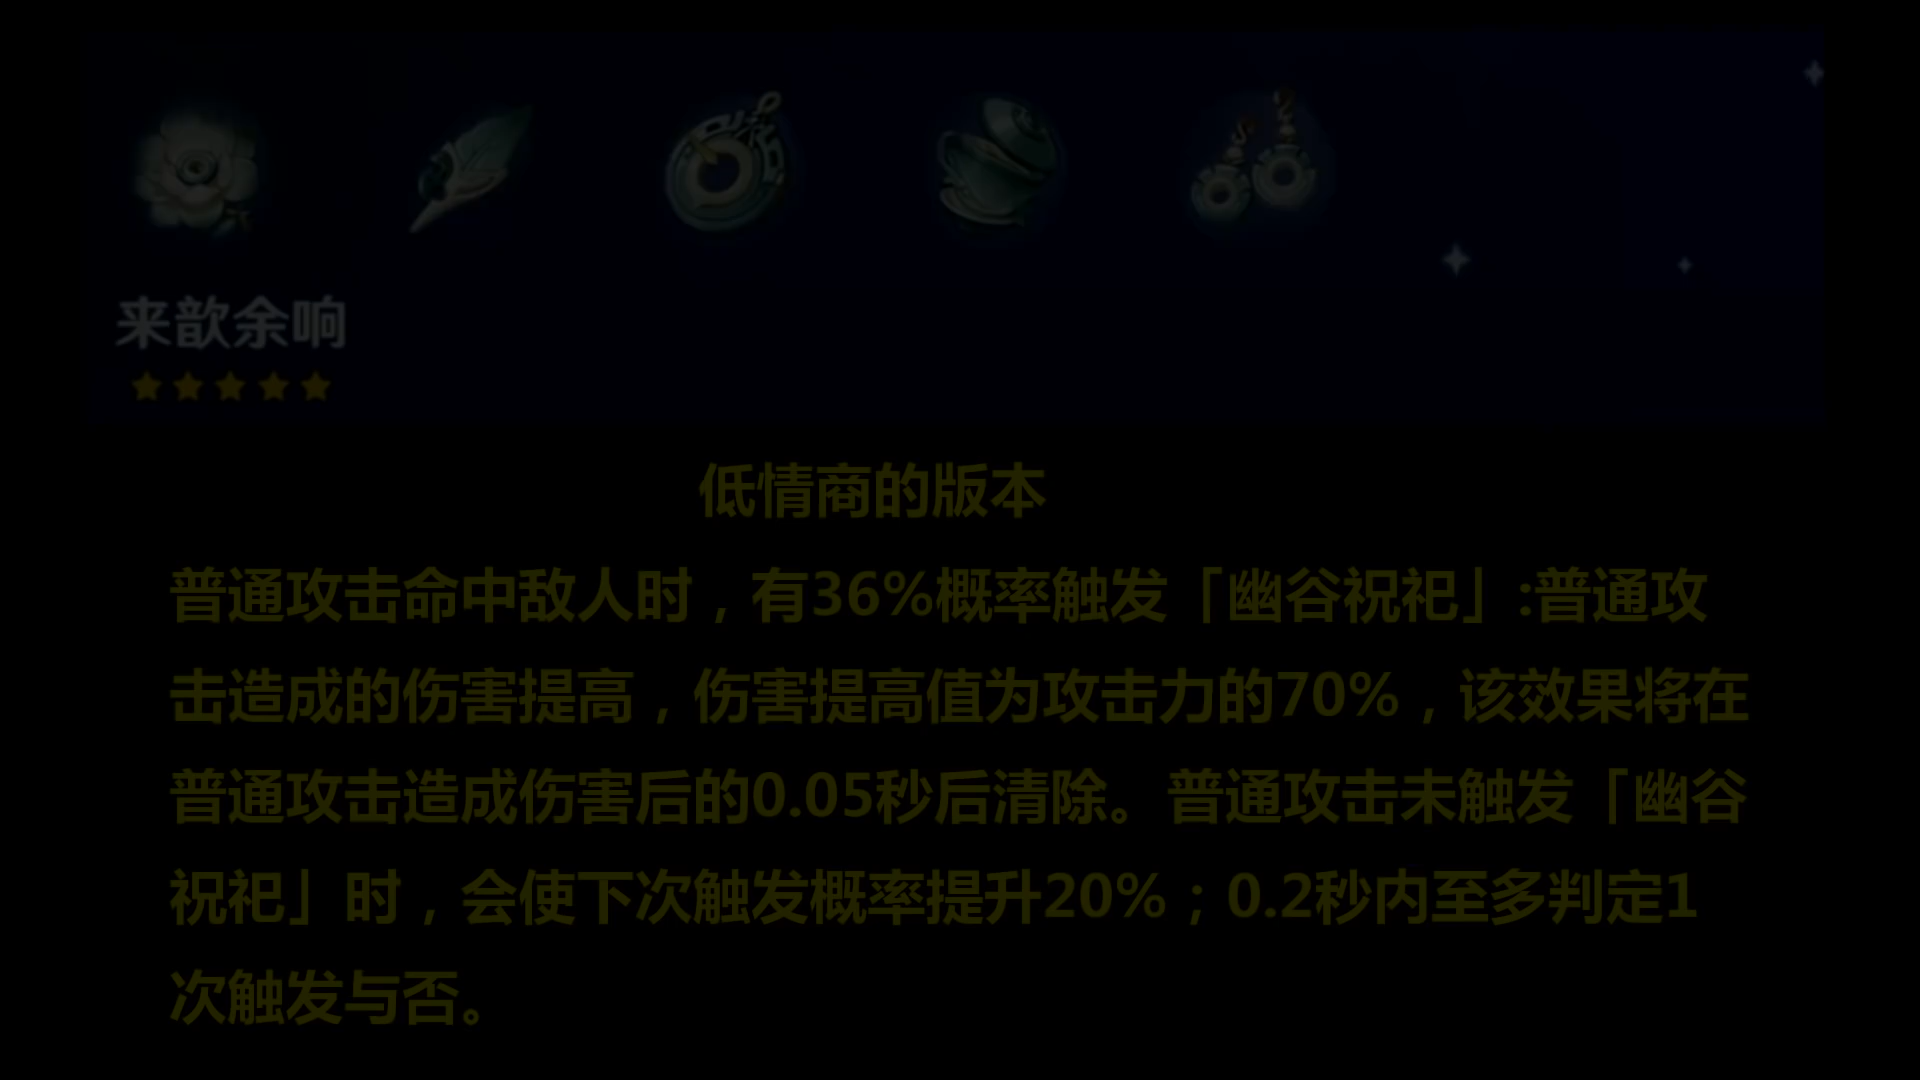 来歆余响
低情商的版本
普通攻击命中敌人时，有36%概率触发「幽谷祝祀」:普通攻
击造成的伤害提高，伤害提高值为攻击力的70%，该效果将在
普通攻击造成伤害后的0.05秒后清除。普通攻击未触发「幽谷
祝祀」时，会使下次触发概率提升20%；0.2秒内至多判定1
次触发与否。